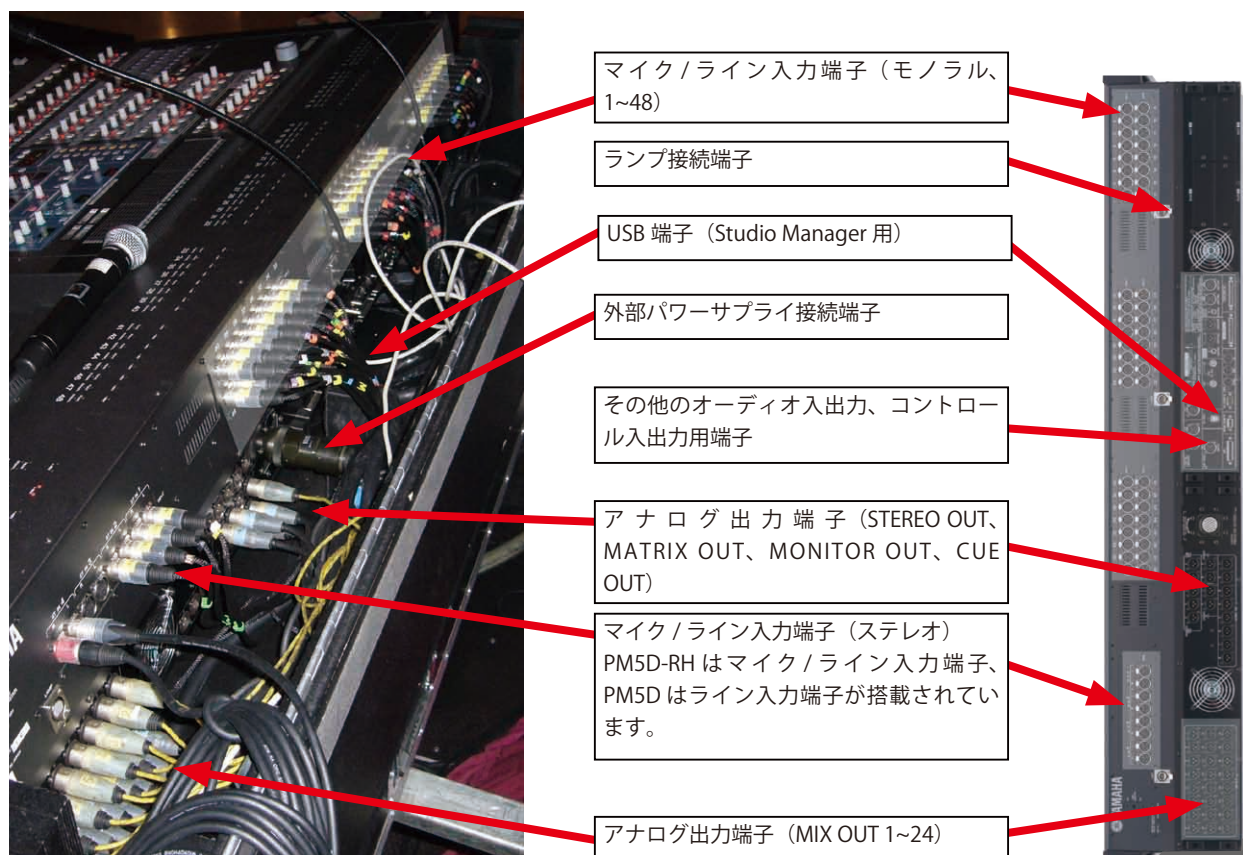 マイク/ライン入力端子（モノラル、
1~48）
ランプ接続端子
USB 端子（Studio Manager 用）
外部パワーサプライ接続端子
その他のオーディオ入出力、コントロー
ル入出力用端子
アナログ出力端子（STEREO OUT、
MATRIX OUT、MONITOR OUT、CUE
OUT）
マイク / ライン入力端子（ステレオ）
PM5D-RH はマイク / ライン入力端子、
PM5D はライン入力端子が搭載されてい
ます。
アナログ出力端子（MIX OUT 1~24）
YAMAHA